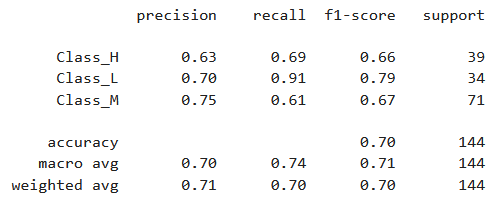 precision recall f1-score support
Class_H 0.63 0.69 0.66 39
Class_L 0.70 0.91 0.79 34
Class_M 0.75 0.61 0.67 71
accuracy 0.70 144
macro avg 0.70 0.74 0.71 144
weighted avg 0.71 0.70 0.70 144